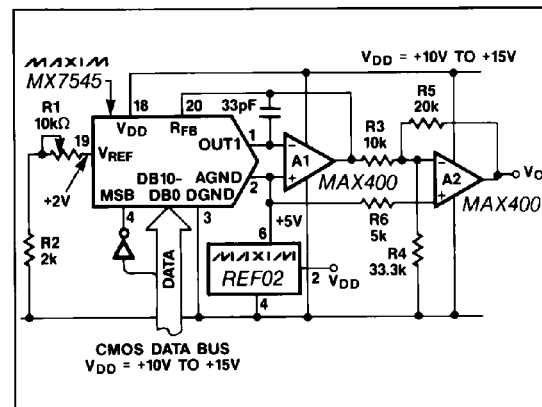 MAXIM
MX7545
VDD = +10V TO +15V
R1
10kΩ
18
20
33pF
R5
20k
19
VDD
RFB
R3
10k
VREF
OUT1
1
A1
MAX400
+2V
MSB
DB10-
DB0
AGND
DGND
2
A2
VO
MAX400
R6
5k
4
3
+5V
6
R2
2k
DATA
MAXIM
REF02
2
VDD
R4
33.3k
4
CMOS DATA BUS
VDD = +10V TO +15V